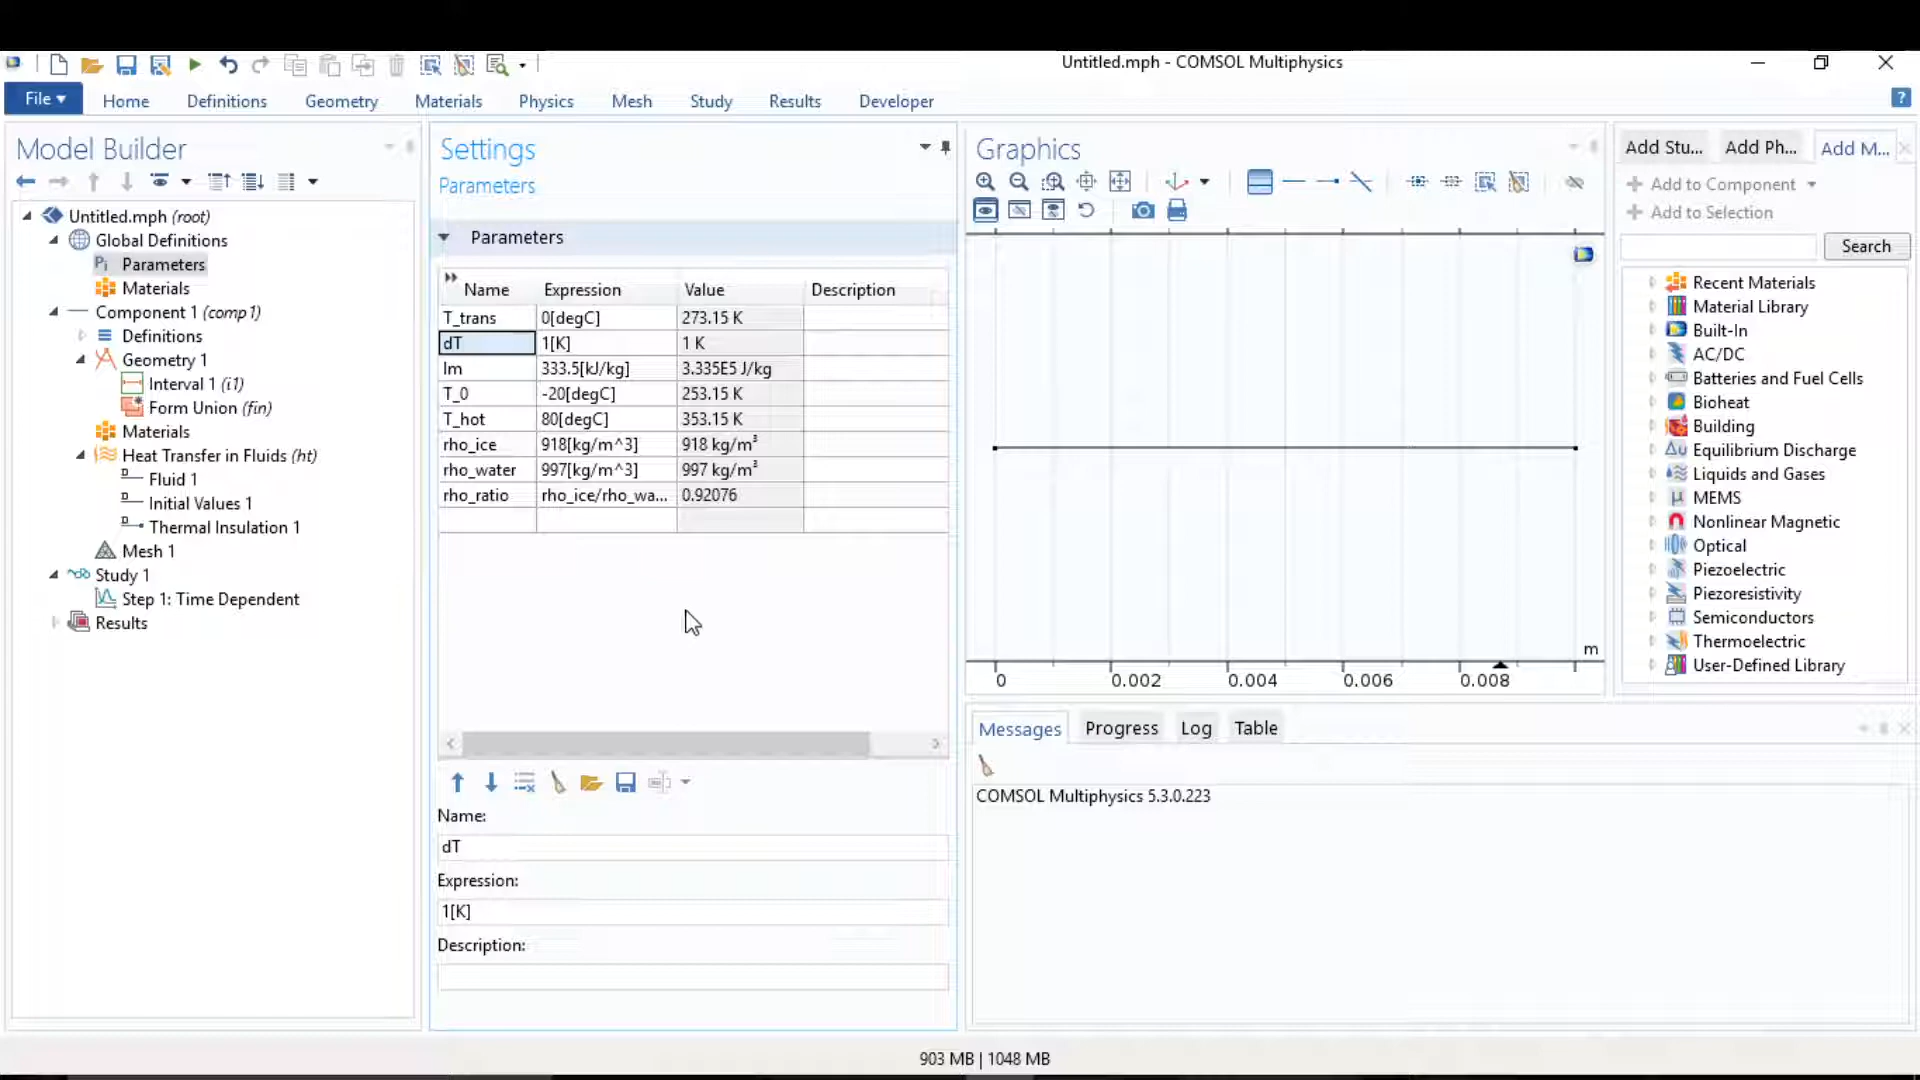 Untitled.mph - COMSOL Multiphysics
File
Home
Definitions
Geometry
Materials
Physics
Mesh
Study
Results
Developer
?
Model Builder
Untitled.mph (root)
Global Definitions
Pi Parameters
Materials
Component 1 (comp1)
Definitions
Geometry 1
Interval 1 (i1)
Form Union (fin)
Materials
Heat Transfer in Fluids (ht)
D Fluid 1
D Initial Values 1
D Thermal Insulation 1
Mesh 1
Study 1
Step 1: Time Dependent
Results
Settings
Parameters
Parameters
Name Expression Value Description
T_trans 0[degC] 273.15 K
dT 1[K] 1 K
lm 333.5[kJ/kg] 3.335E5 J/kg
T_0 -20[degC] 253.15 K
T_hot 80[degC] 353.15 K
rho_ice 918[kg/m^3] 918 kg/m³
rho_water 997[kg/m^3] 997 kg/m³
rho_ratio rho_ice/rho_wa... 0.92076
Name:
dT
Expression:
1[K]
Description:
Graphics
m
0 0.002 0.004 0.006 0.008
Messages Progress Log Table
COMSOL Multiphysics 5.3.0.223
Add Stu... Add Ph... Add M...
Add to Component
Add to Selection
Search
Recent Materials
Material Library
Built-In
AC/DC
Batteries and Fuel Cells
Bioheat
Building
Equilibrium Discharge
Liquids and Gases
μ MEMS
Nonlinear Magnetic
Optical
Piezoelectric
Piezoresistivity
Semiconductors
Thermoelectric
User-Defined Library
903 MB | 1048 MB